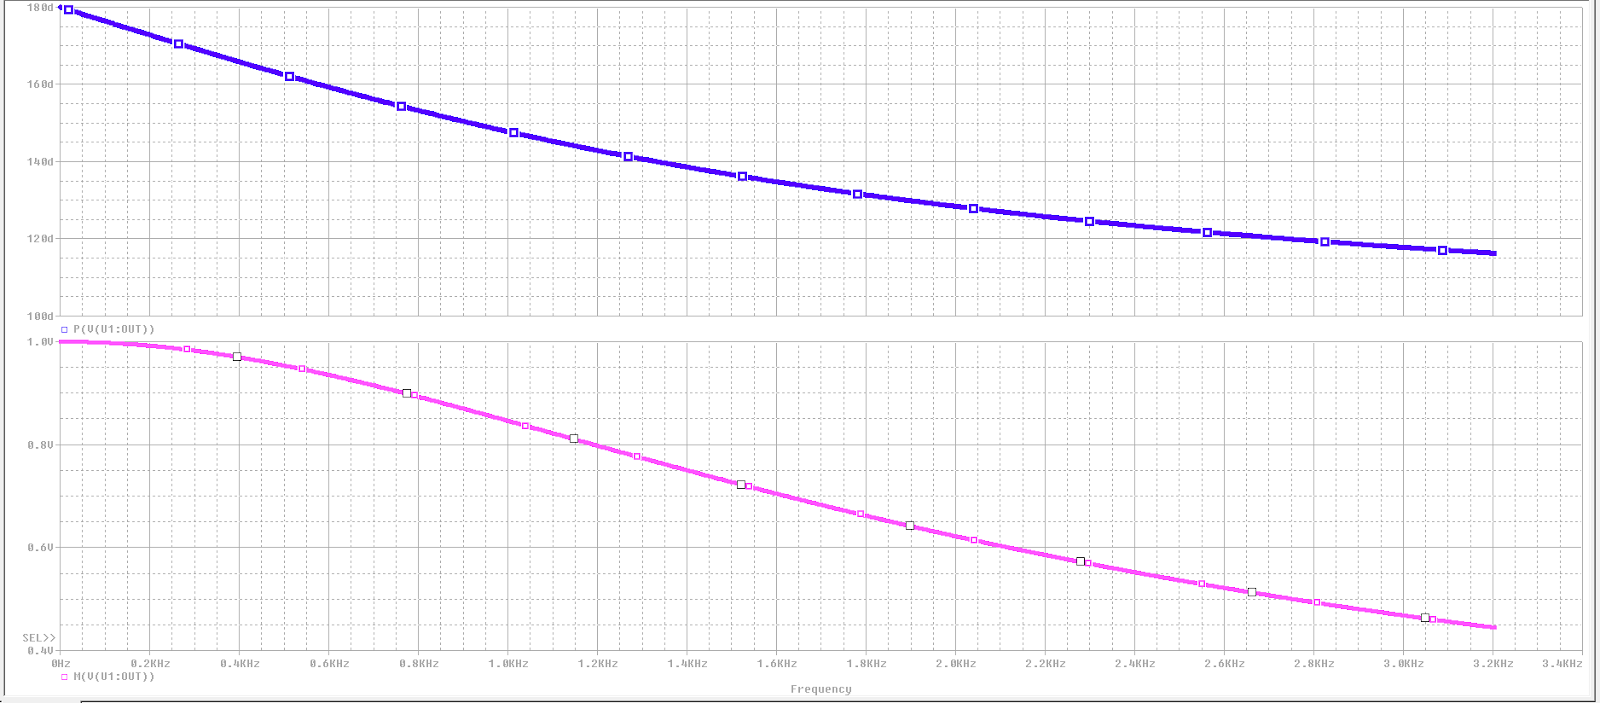 180d
160d
140d
120d
100d
P(V(U1:OUT))
1.0V
0.8V
0.6V
SEL>>
0.4V
0Hz 0.2KHz 0.4KHz 0.6KHz 0.8KHz 1.0KHz 1.2KHz 1.4KHz 1.6KHz 1.8KHz 2.0KHz 2.2KHz 2.4KHz 2.6KHz 2.8KHz 3.0KHz 3.2KHz 3.4KHz
M(V(U1:OUT))
Frequency